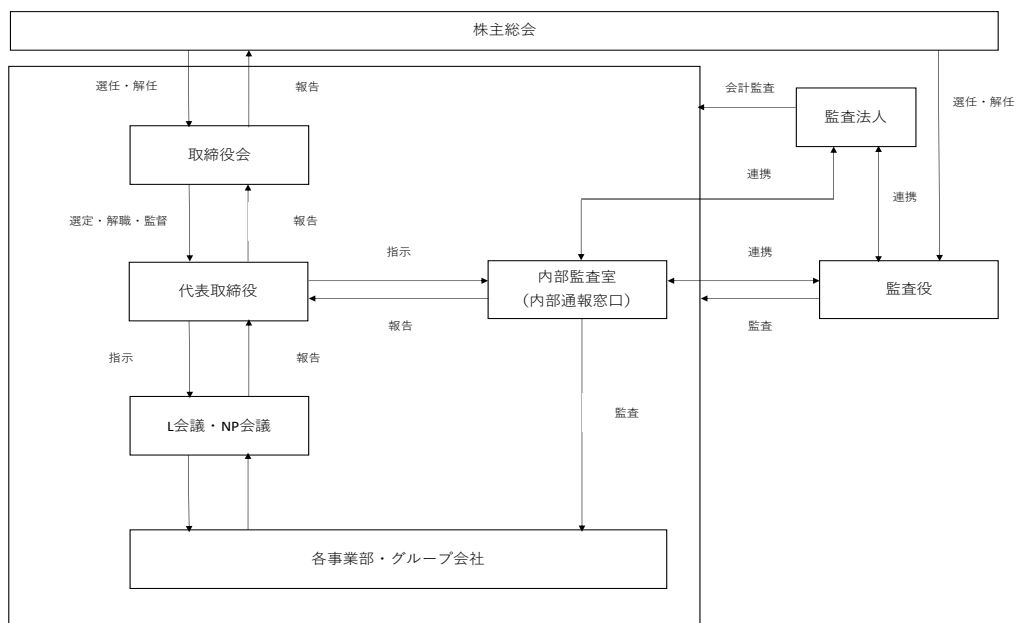 株主総会
選任・解任
報告
会計監査
監査法人
選任・解任
取締役会
連携
連携
選定・解職・監督
報告
指示
連携
代表取締役
内部監査室
（内部通報窓口）
監査役
報告
監査
指示
報告
監査
L会議・NP会議
各事業部・グループ会社